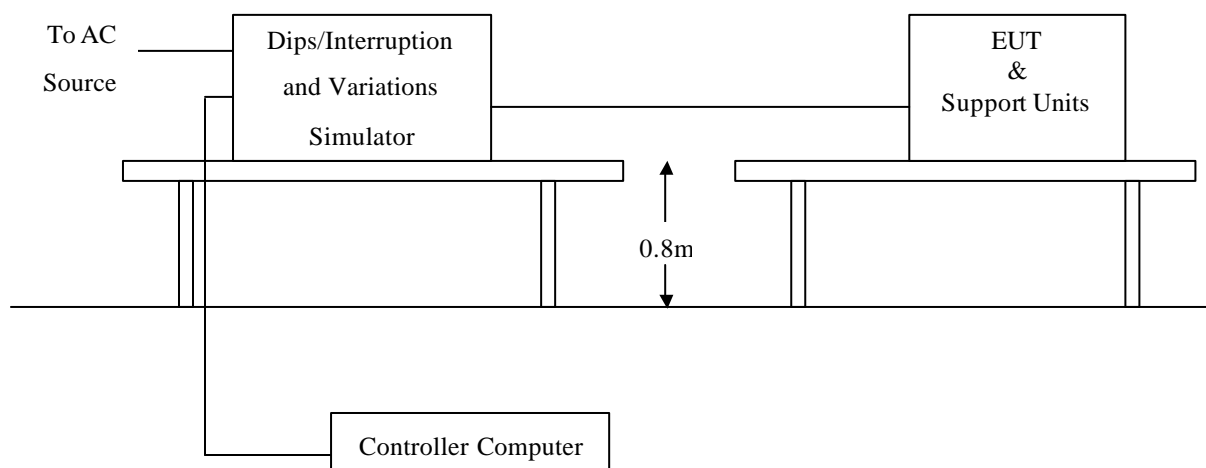 To AC
Source
Dips/Interruption
and Variations
Simulator
EUT
&
Support Units
0.8m
Controller Computer